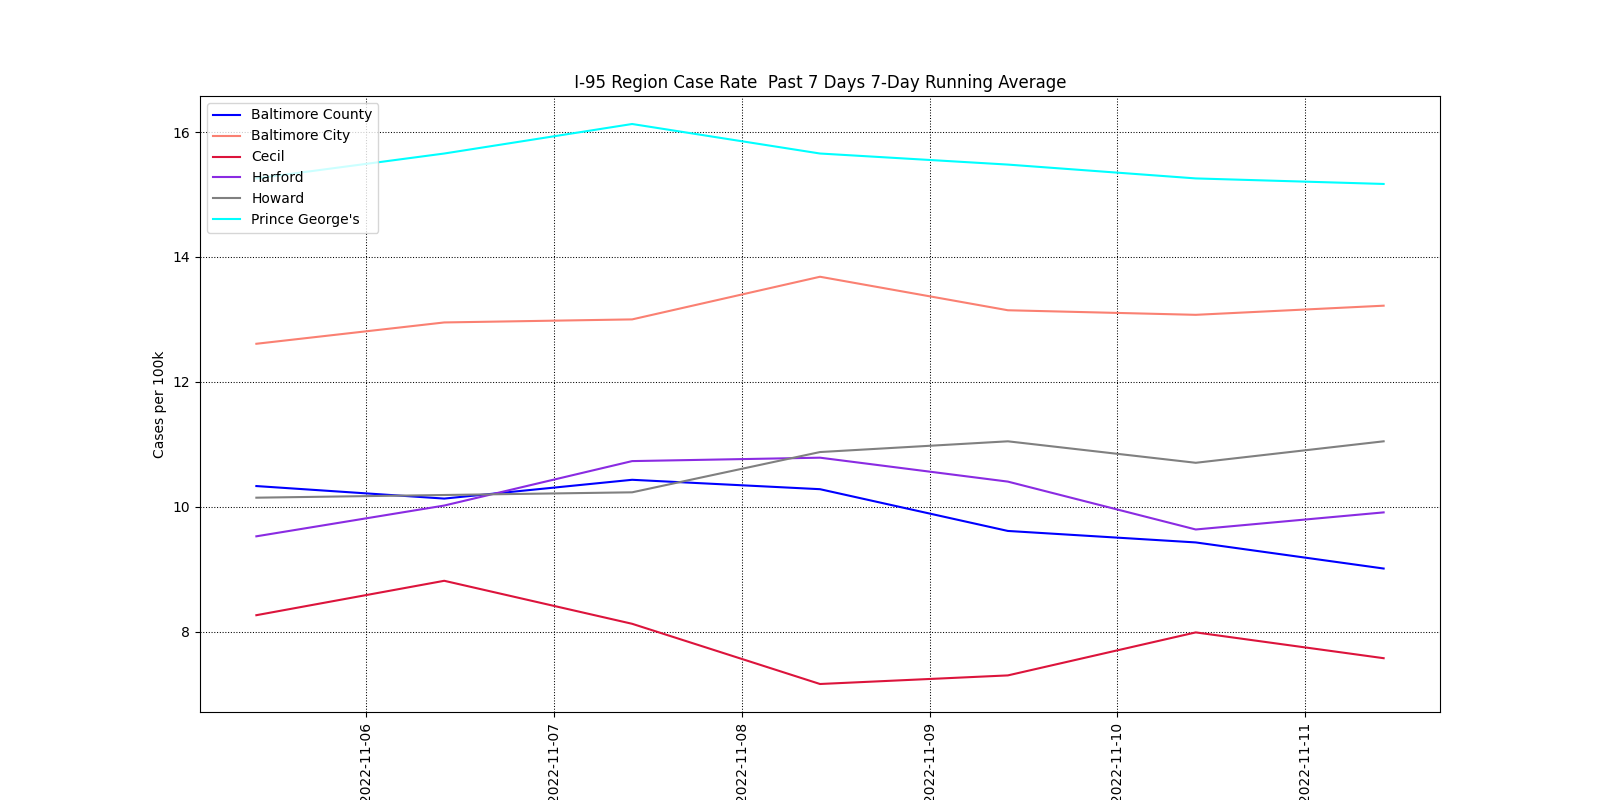 I-95 Region Case Rate  Past 7 Days 7-Day Running Average
Baltimore County
Baltimore City
Cecil
Harford
Howard
Prince George's
16
14
12
10
8
Cases per 100k
2022-11-06
2022-11-07
2022-11-08
2022-11-09
2022-11-10
2022-11-11